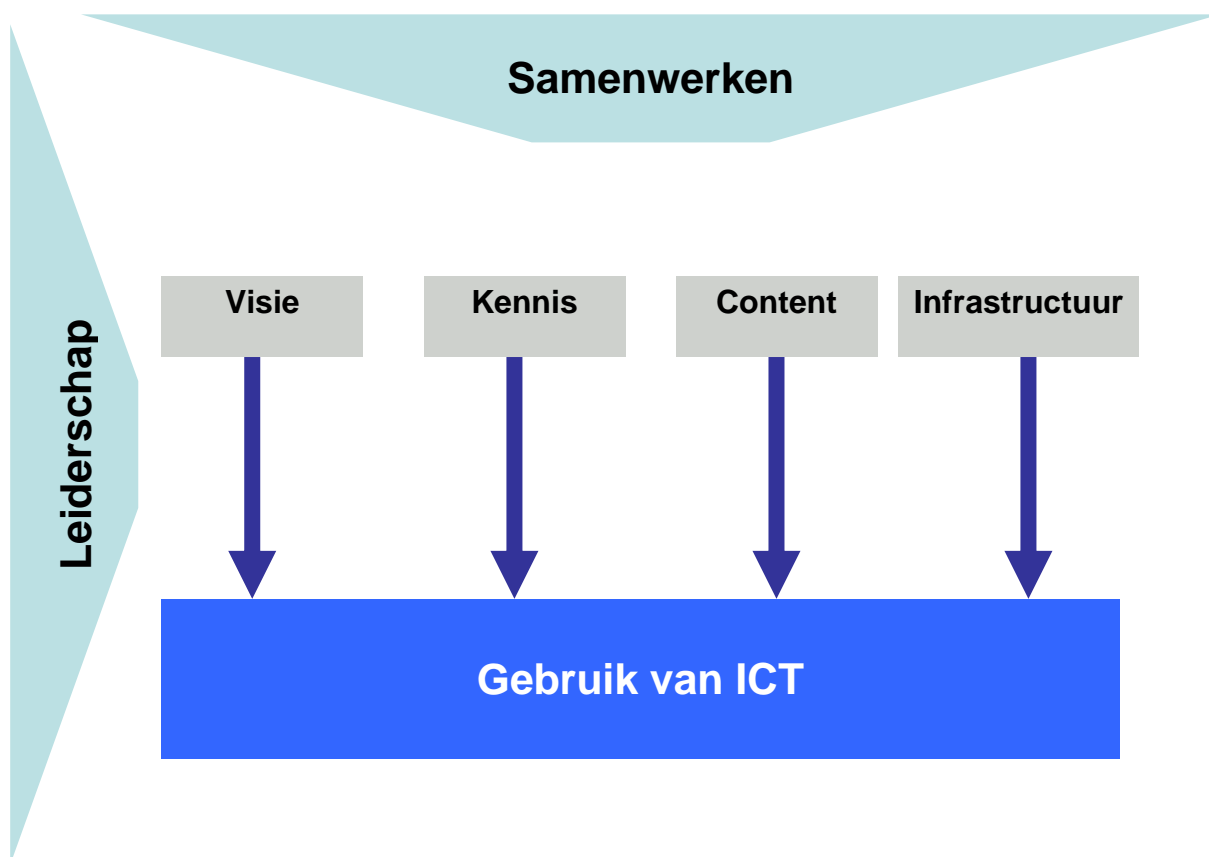 Samenwerken
Leiderschap
Visie
Kennis
Content
Infrastructuur
Gebruik van ICT